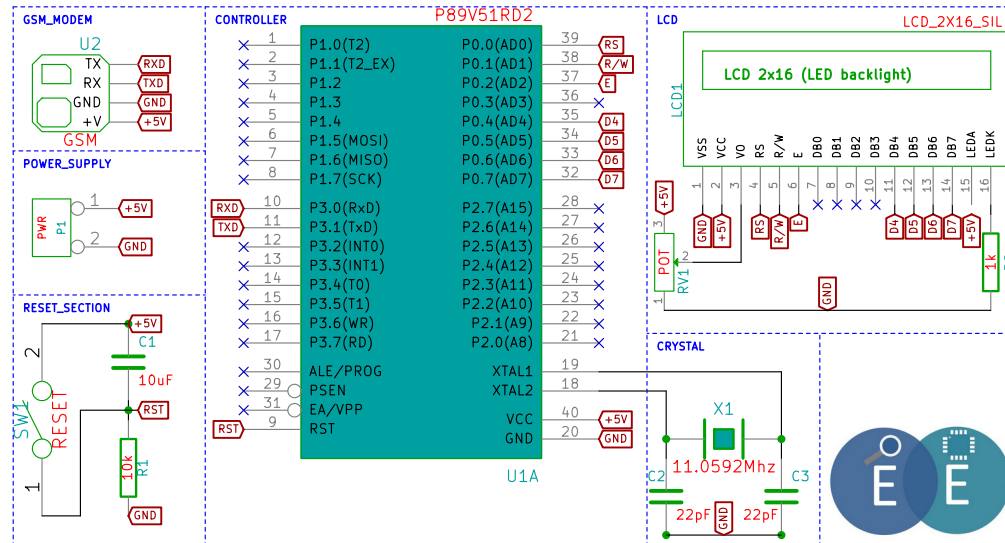 GSM_MODEM
U2
TX
RXD
RX
TXD
GND
GND
+V
+5V
GSM
POWER_SUPPLY
PWR
P1
1
+5V
2
GND
RESET_SECTION
+5V
2
C1
10uF
SW1
RESET
RST
10k
R1
1
GND
CONTROLLER
P89V51RD2
1 P1.0(T2)
2 P1.1(T2_EX)
3 P1.2
4 P1.3
5 P1.4
6 P1.5(MOSI)
7 P1.6(MISO)
8 P1.7(SCK)
RXD 10 P3.0(RxD)
TXD 11 P3.1(TxD)
12 P3.2(INT0)
13 P3.3(INT1)
14 P3.4(T0)
15 P3.5(T1)
16 P3.6(WR)
17 P3.7(RD)
30 ALE/PROG
29 PSEN
31 EA/VPP
RST 9 RST
P0.0(AD0) 39 RS
P0.1(AD1) 38 R/W
P0.2(AD2) 37 E
P0.3(AD3) 36
P0.4(AD4) 35 D4
P0.5(AD5) 34 D5
P0.6(AD6) 33 D6
P0.7(AD7) 32 D7
P2.7(A15) 28
P2.6(A14) 27
P2.5(A13) 26
P2.4(A12) 25
P2.3(A11) 24
P2.2(A10) 23
P2.1(A9) 22
P2.0(A8) 21
XTAL1 19
XTAL2 18
VCC 40 +5V
GND 20 GND
U1A
LCD
LCD_2X16_SIL
LCD 2x16 (LED backlight)
LCD1
VSS VCC VO RS R/W E DB0 DB1 DB2 DB3 DB4 DB5 DB6 DB7 LEDA LEDK
1 2 3 4 5 6 7 8 9 10 11 12 13 14 15 16
GND +5V RS R/W E D4 D5 D6 D7 +5V
+5V
3
POT
2
RV1
1
1k
GND
CRYSTAL
X1
11.0592Mhz
C2
22pF
GND
C3
22pF
E E